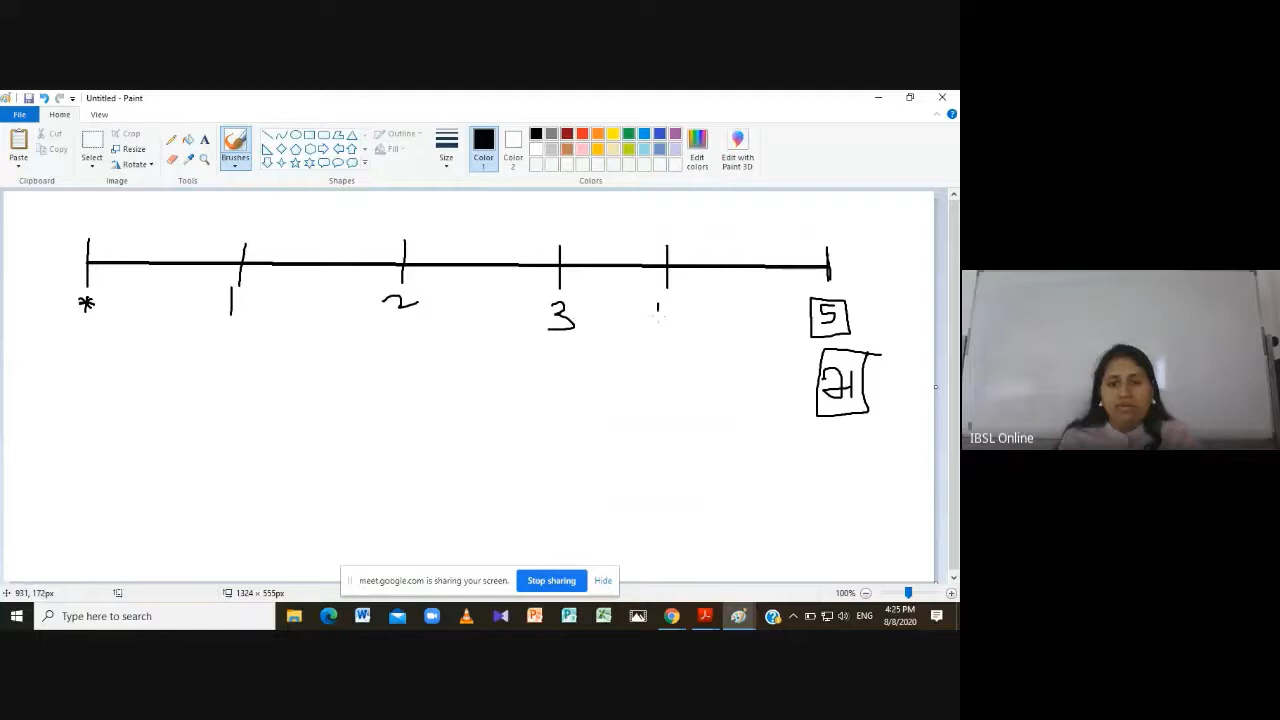 Untitled - Paint
File Home View
Cut
Copy
Paste
Crop
Resize
Rotate
Select
Brushes
Outline
Fill
Size
Color 1
Color 2
Edit colors
Edit with Paint 3D
Clipboard
Image
Tools
Shapes
Colors
* 1 2 3 5
IBSL Online
meet.google.com is sharing your screen. Stop sharing Hide
931, 172px
1324 × 555px
100%
Type here to search
ENG
4:25 PM
8/8/2020